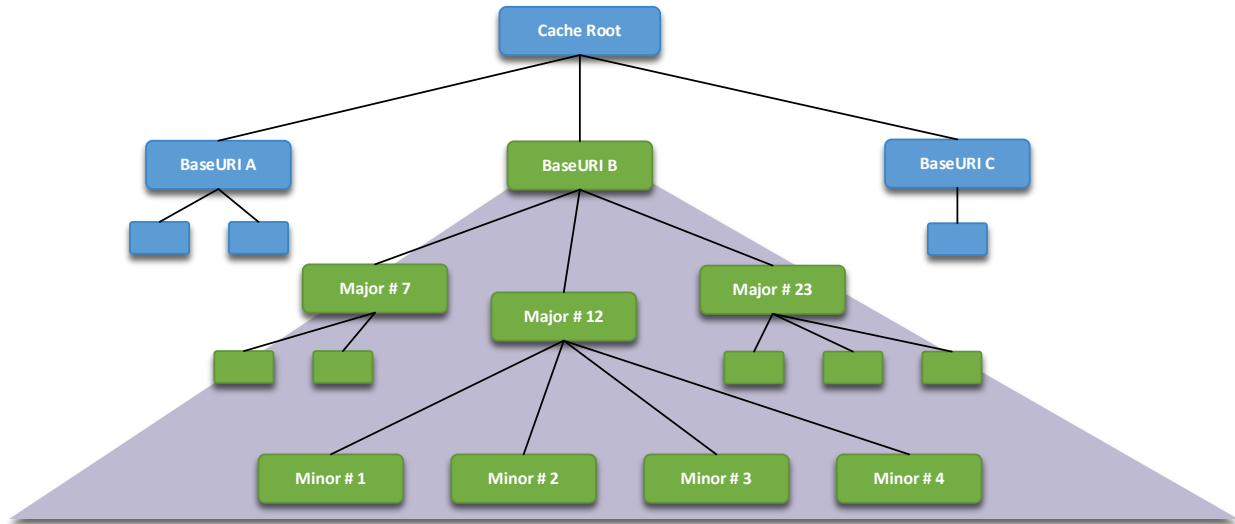 Cache Root
BaseURI A
BaseURI B
BaseURI C
Major # 7
Major # 12
Major # 23
Minor # 1
Minor # 2
Minor # 3
Minor # 4